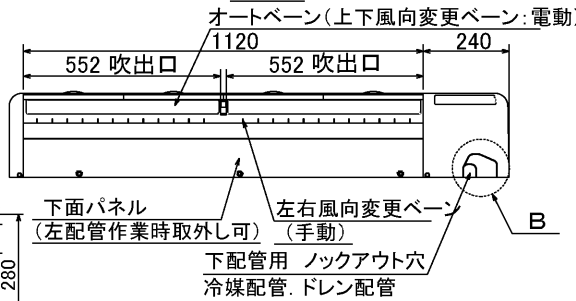 オートベーン(上下風向変更ベーン:電動)
1120
240
552 吹出口
552 吹出口
下面パネル
(左配管作業時取外し可)
左右風向変更ベーン
(手動)
B
下配管用 ノックアウト穴
冷媒配管. ドレン配管
280